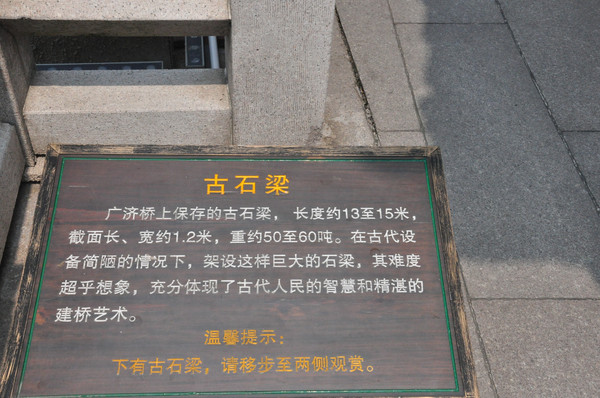 古石梁
广济桥上保存的古石梁，长度约13至15米，
截面长、宽约1.2米，重约50至60吨。在古代设
备简陋的情况下，架设这样巨大的石梁，其难度
超乎想象，充分体现了古代人民的智慧和精湛的
建桥艺术。
温馨提示：
下有古石梁，请移步至两侧观赏。